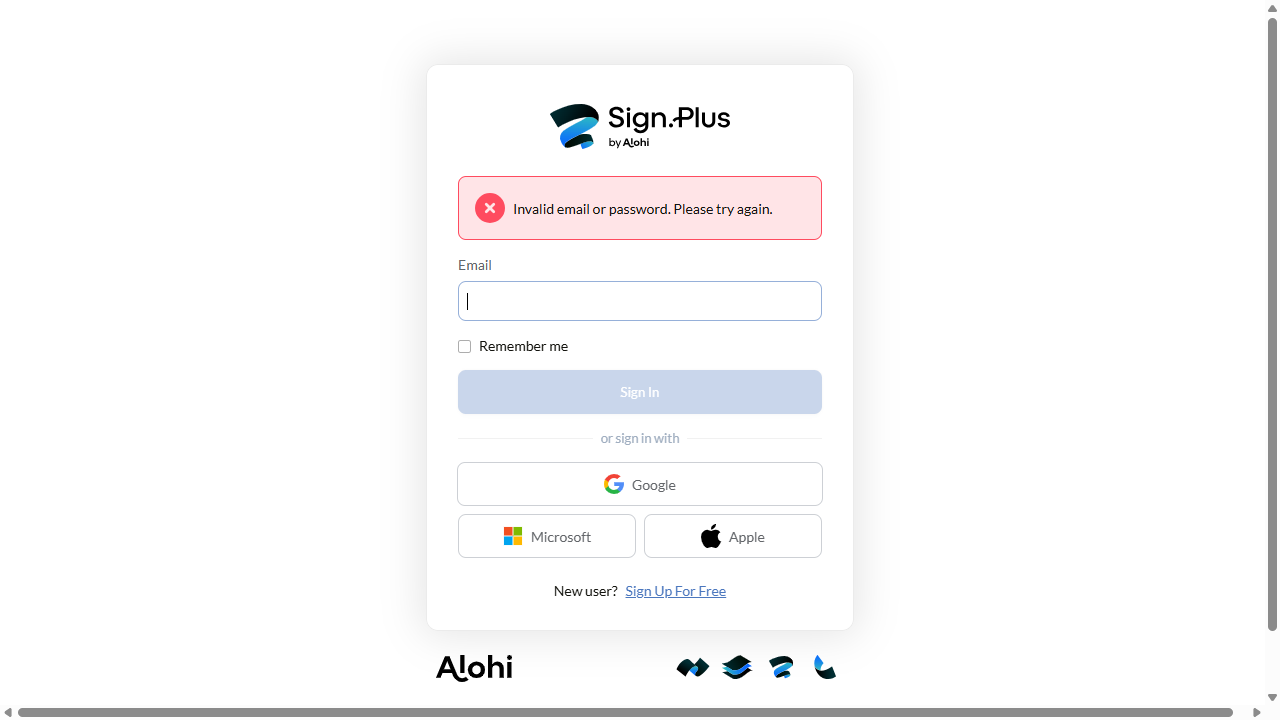 Sign.Plus
by Alohi
Invalid email or password. Please try again.
Email
Remember me
Sign In
or sign in with
Google
Microsoft
Apple
New user? Sign Up For Free
Alohi